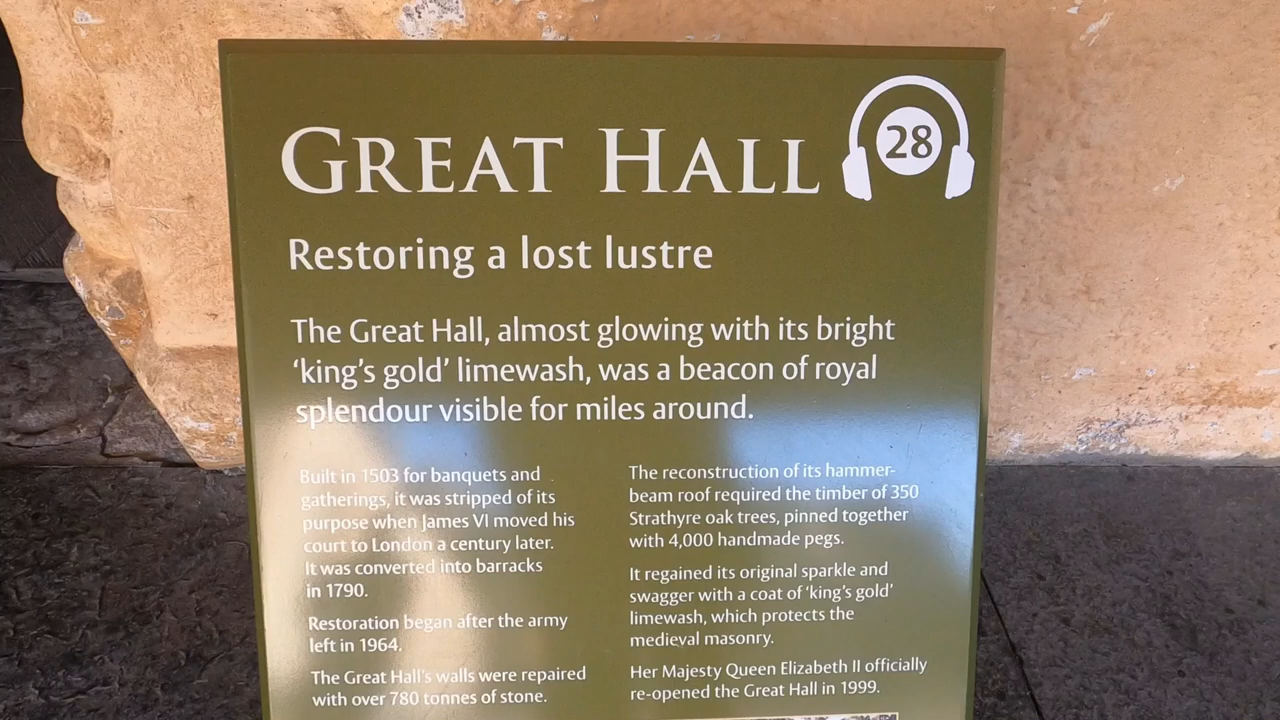 GREAT HALL
28
Restoring a lost lustre
The Great Hall, almost glowing with its bright
‘king’s gold’ limewash, was a beacon of royal
splendour visible for miles around.
Built in 1503 for banquets and
gatherings, it was stripped of its
purpose when James VI moved his
court to London a century later.
It was converted into barracks
in 1790.
Restoration began after the army
left in 1964.
The Great Hall’s walls were repaired
with over 780 tonnes of stone.
The reconstruction of its hammer-
beam roof required the timber of 350
Strathyre oak trees, pinned together
with 4,000 handmade pegs.
It regained its original sparkle and
swagger with a coat of ‘king’s gold’
limewash, which protects the
medieval masonry.
Her Majesty Queen Elizabeth II officially
re-opened the Great Hall in 1999.